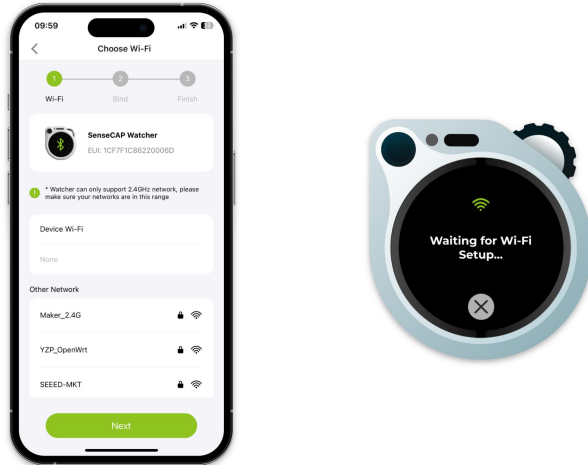 09:59
Choose Wi-Fi
1
2
3
Wi-Fi
Bind
Finish
SenseCAP Watcher
EUI: 1CF7F1C86220006D
* Watcher can only support 2.4GHz network, please
make sure your networks are in this range
Device Wi-Fi
None
Other Network
Maker_2.4G
YZP_OpenWrt
SEEED-MKT
Next
Waiting for Wi-Fi
Setup...